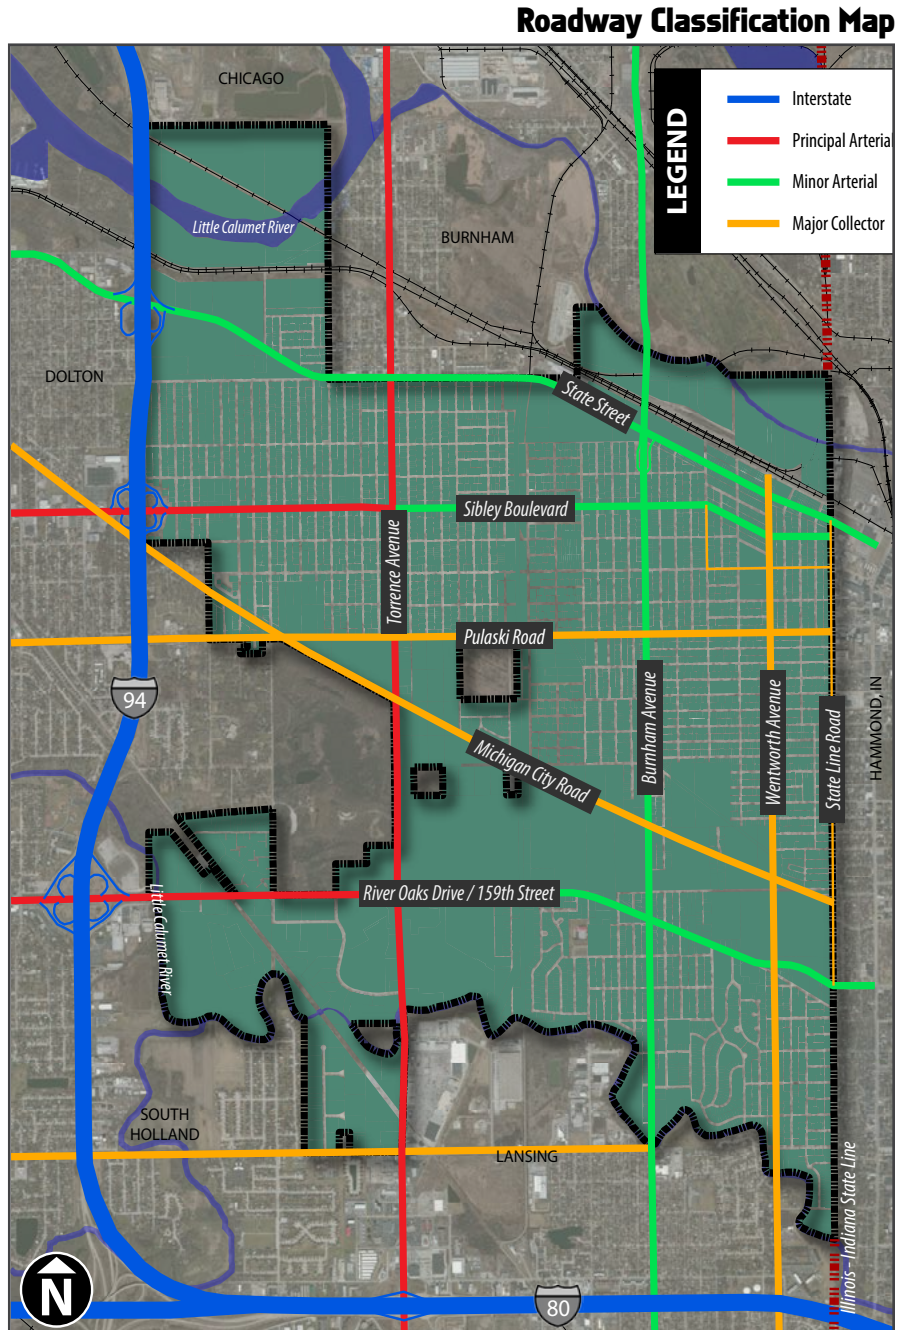 Roadway Classification Map
CHICAGO
LEGEND
Interstate
Principal Arterial
Minor Arterial
Major Collector
Little Calumet River
BURNHAM
DOLTON
State Street
Sibley Boulevard
Torrence Avenue
Pulaski Road
94
Burnham Avenue
Wentworth Avenue
State Line Road
HAMMOND, IN
Michigan City Road
River Oaks Drive / 159th Street
Little Calumet River
SOUTH
HOLLAND
LANSING
Illinois - Indiana State Line
N
80